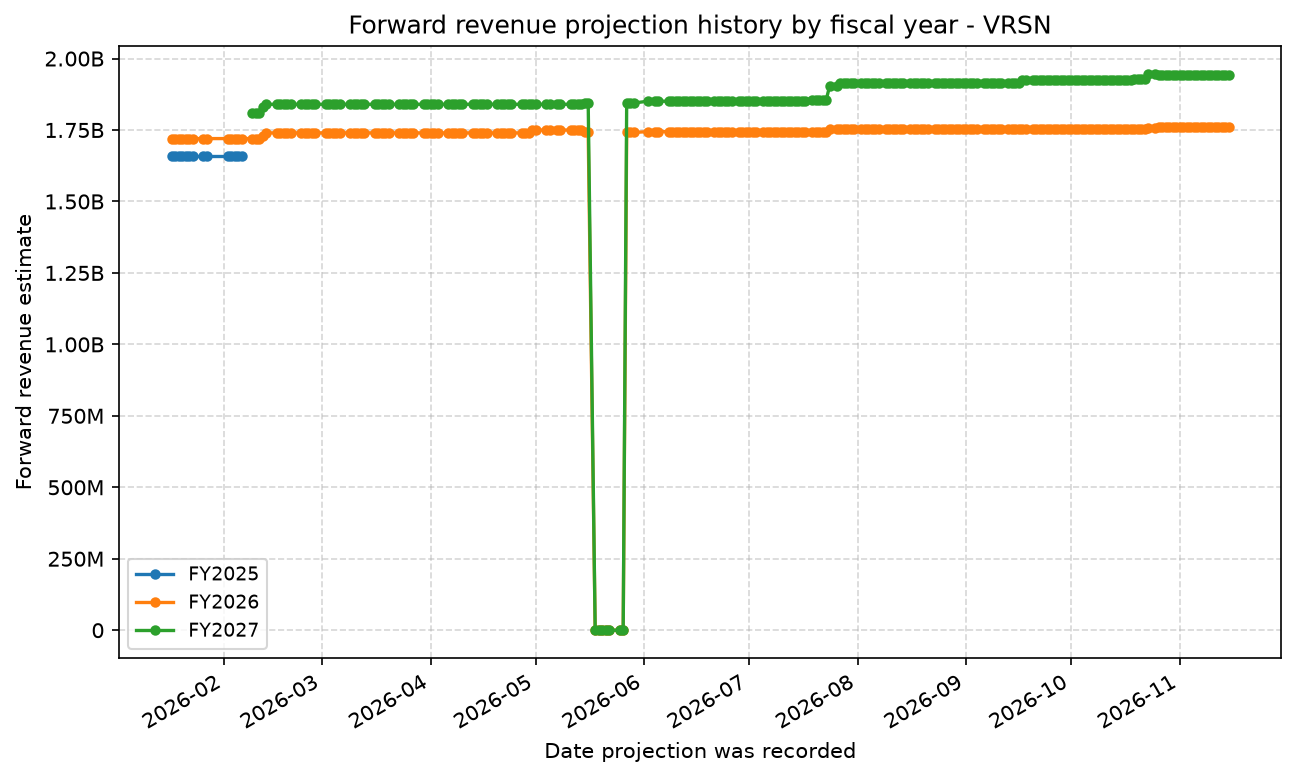 Forward revenue projection history by fiscal year - VRSN
Forward revenue estimate
2.00B
1.75B
1.50B
1.25B
1.00B
750M
500M
250M
0
FY2025
FY2026
FY2027
2026-02
2026-03
2026-04
2026-05
2026-06
2026-07
2026-08
2026-09
2026-10
2026-11
Date projection was recorded